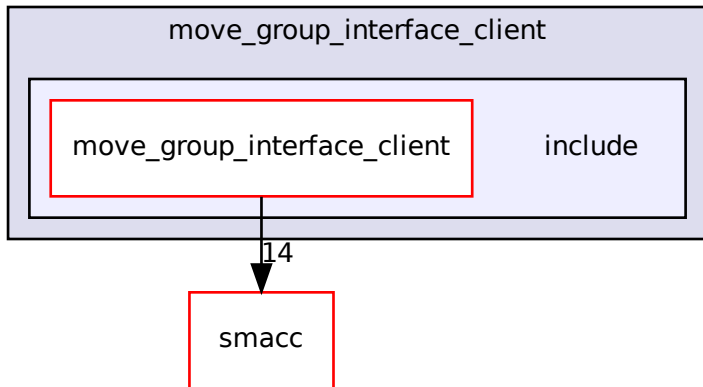 move_group_interface_client
move_group_interface_client include
14
smacc